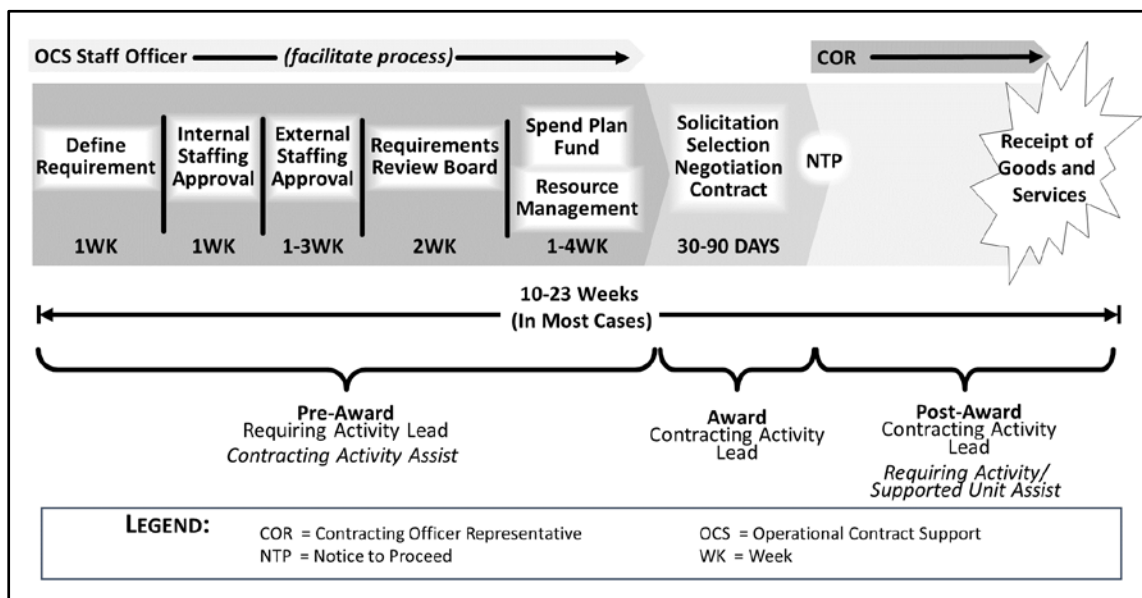 OCS Staff Officer (facilitate process)
COR
Define
Requirement
1WK
Internal
Staffing
Approval
1WK
External
Staffing
Approval
1-3WK
Requirements
Review Board
2WK
Spend Plan
Fund
Resource
Management
1-4WK
Solicitation
Selection
Negotiation
Contract
30-90 DAYS
NTP
Receipt of
Goods and
Services
10-23 Weeks
(In Most Cases)
Pre-Award
Requiring Activity Lead
Contracting Activity Assist
Award
Contracting Activity
Lead
Post-Award
Contracting Activity
Lead
Requiring Activity/
Supported Unit Assist
LEGEND:
COR = Contracting Officer Representative
NTP = Notice to Proceed
OCS = Operational Contract Support
WK = Week